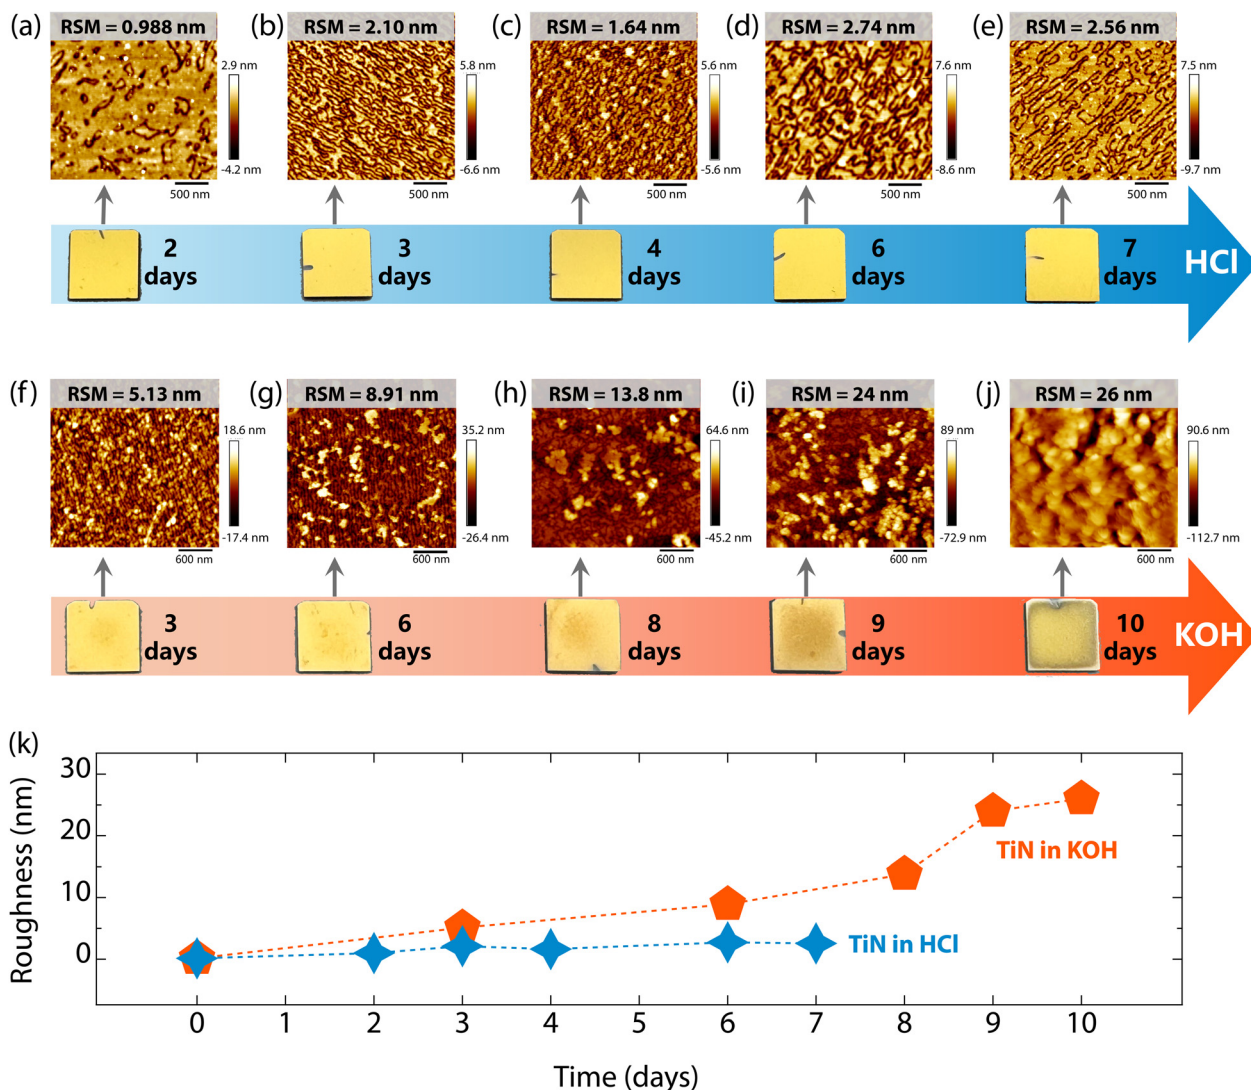 (a)
RSM = 0.988 nm
2.9 nm
-4.2 nm
500 nm
(b)
RSM = 2.10 nm
5.8 nm
-6.6 nm
500 nm
(c)
RSM = 1.64 nm
5.6 nm
-5.6 nm
500 nm
(d)
RSM = 2.74 nm
7.6 nm
-8.6 nm
500 nm
(e)
RSM = 2.56 nm
7.5 nm
-9.7 nm
500 nm
2
days
3
days
4
days
6
days
7
days
HCl
(f)
RSM = 5.13 nm
18.6 nm
-17.4 nm
600 nm
(g)
RSM = 8.91 nm
35.2 nm
-26.4 nm
600 nm
(h)
RSM = 13.8 nm
64.6 nm
-45.2 nm
600 nm
(i)
RSM = 24 nm
89 nm
-72.9 nm
600 nm
(j)
RSM = 26 nm
90.6 nm
-112.7 nm
600 nm
3
days
6
days
8
days
9
days
10
days
KOH
(k)
Roughness (nm)
30
20
10
0
TiN in KOH
TiN in HCl
0 1 2 3 4 5 6 7 8 9 10
Time (days)